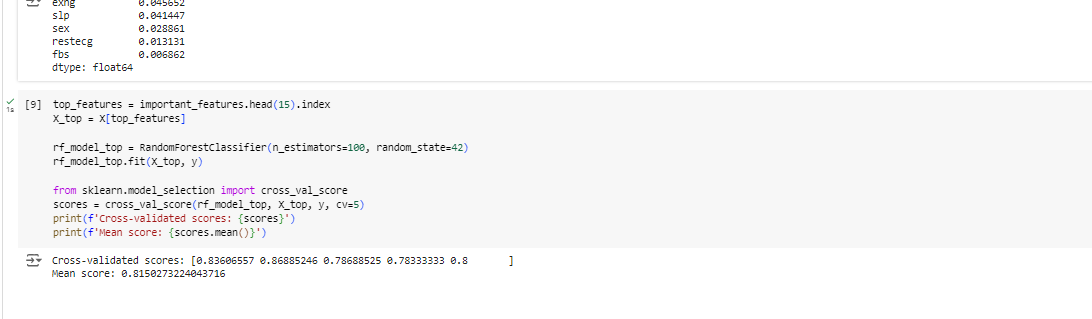 exng 0.045652
slp 0.041447
sex 0.028861
restecg 0.013131
fbs 0.006862
dtype: float64
1s
[9]
top_features = important_features.head(15).index
X_top = X[top_features]
rf_model_top = RandomForestClassifier(n_estimators=100, random_state=42)
rf_model_top.fit(X_top, y)
from sklearn.model_selection import cross_val_score
scores = cross_val_score(rf_model_top, X_top, y, cv=5)
print(f'Cross-validated scores: {scores}')
print(f'Mean score: {scores.mean()}')
Cross-validated scores: [0.83606557 0.86885246 0.78688525 0.78333333 0.8       ]
Mean score: 0.8150273224043716